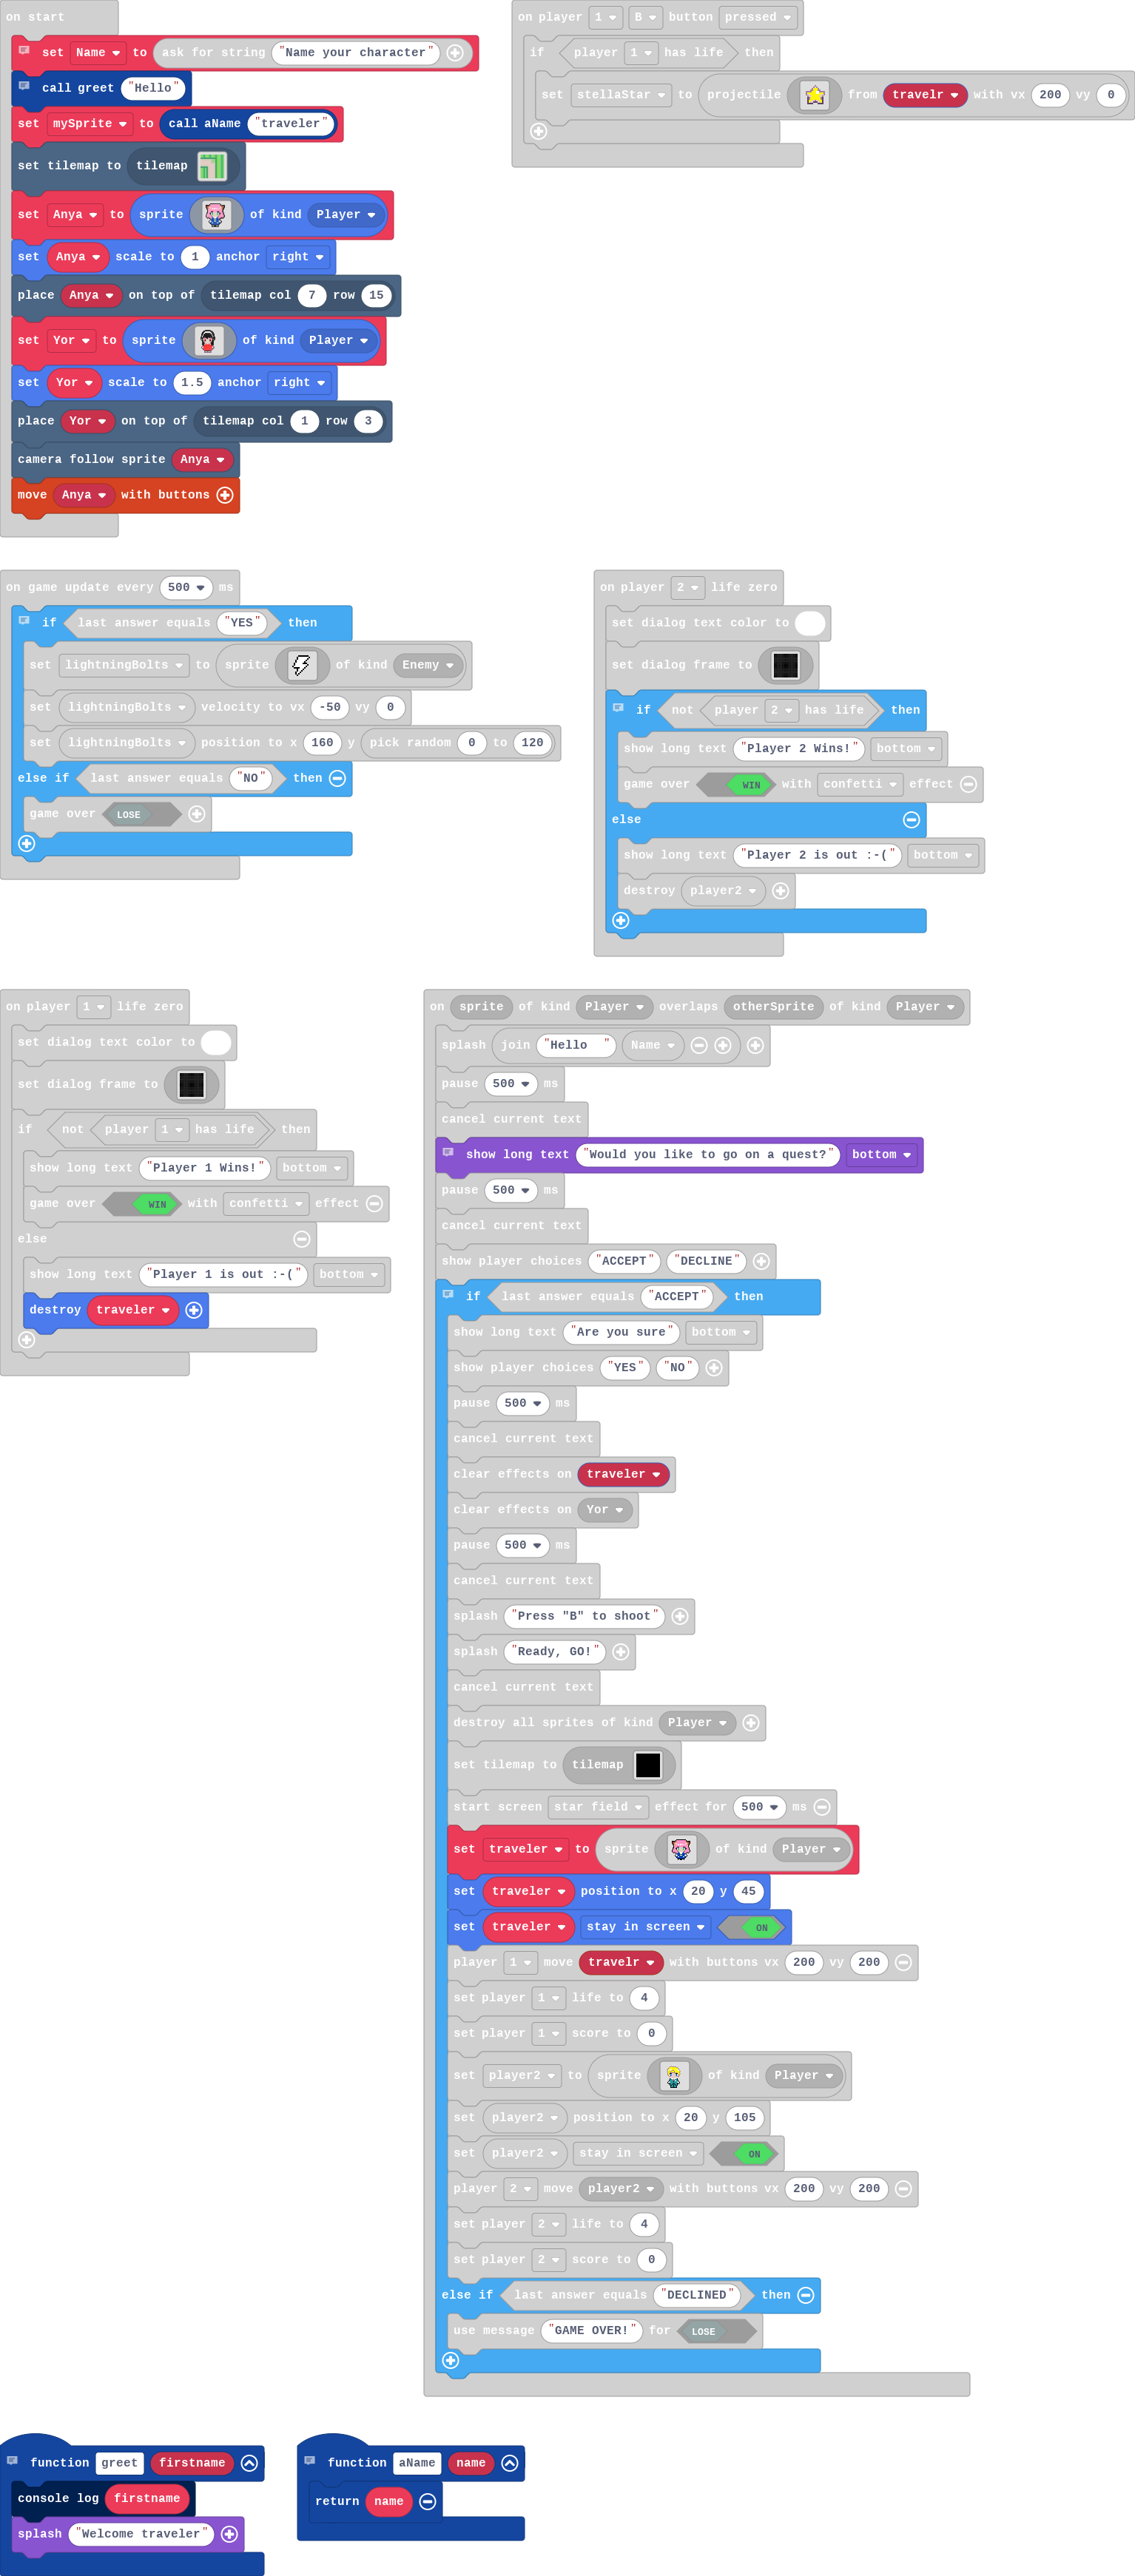 on start
set Name to ask for string "Name your character"
call greet "Hello"
set mySprite to call aName "traveler"
set tilemap to tilemap
set Anya to sprite of kind Player
set Anya scale to 1 anchor right
place Anya on top of tilemap col 7 row 15
set Yor to sprite of kind Player
set Yor scale to 1.5 anchor right
place Yor on top of tilemap col 1 row 3
camera follow sprite Anya
move Anya with buttons
on player 1 B button pressed
if player 1 has life then
set stellaStar to projectile from travelr with vx 200 vy 0
on game update every 500 ms
if last answer equals "YES" then
set lightningBolts to sprite of kind Enemy
set lightningBolts velocity to vx -50 vy 0
set lightningBolts position to x 160 y pick random 0 to 120
else if last answer equals "NO" then
game over LOSE
on player 2 life zero
set dialog text color to
set dialog frame to
if not player 2 has life then
show long text "Player 2 Wins!" bottom
game over WIN with confetti effect
else
show long text "Player 2 is out :-(" bottom
destroy player2
on player 1 life zero
set dialog text color to
set dialog frame to
if not player 1 has life then
show long text "Player 1 Wins!" bottom
game over WIN with confetti effect
else
show long text "Player 1 is out :-(" bottom
destroy traveler
on sprite of kind Player overlaps otherSprite of kind Player
splash join "Hello " Name
pause 500 ms
cancel current text
show long text "Would you like to go on a quest?" bottom
pause 500 ms
cancel current text
show player choices "ACCEPT" "DECLINE"
if last answer equals "ACCEPT" then
show long text "Are you sure" bottom
show player choices "YES" "NO"
pause 500 ms
cancel current text
clear effects on traveler
clear effects on Yor
pause 500 ms
cancel current text
splash "Press "B" to shoot"
splash "Ready, GO!"
cancel current text
destroy all sprites of kind Player
set tilemap to tilemap
start screen star field effect for 500 ms
set traveler to sprite of kind Player
set traveler position to x 20 y 45
set traveler stay in screen ON
player 1 move travelr with buttons vx 200 vy 200
set player 1 life to 4
set player 1 score to 0
set player2 to sprite of kind Player
set player2 position to x 20 y 105
set player2 stay in screen ON
player 2 move player2 with buttons vx 200 vy 200
set player 2 life to 4
set player 2 score to 0
else if last answer equals "DECLINED" then
use message "GAME OVER!" for LOSE
function greet firstname
console log firstname
splash "Welcome traveler"
function aName name
return name